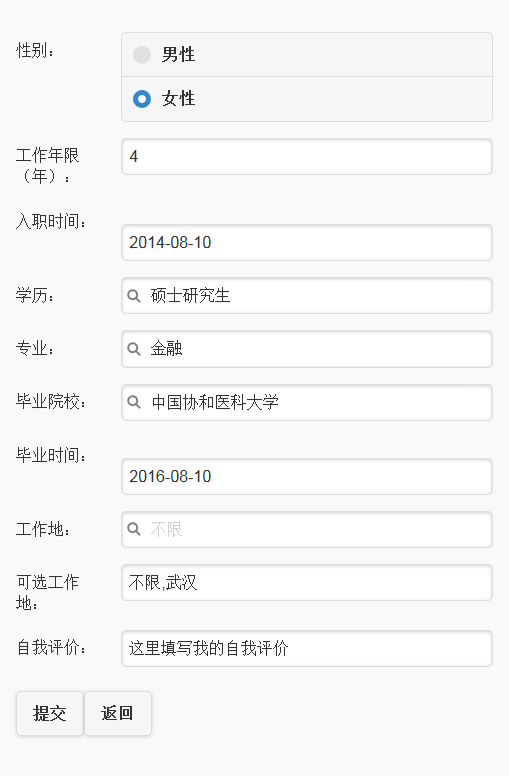 性别：
男性
女性
工作年限
（年）：
4
入职时间：
2014-08-10
学历：
硕士研究生
专业：
金融
毕业院校：
中国协和医科大学
毕业时间：
2016-08-10
工作地：
不限
可选工作
地：
不限,武汉
自我评价：
这里填写我的自我评价
提交
返回